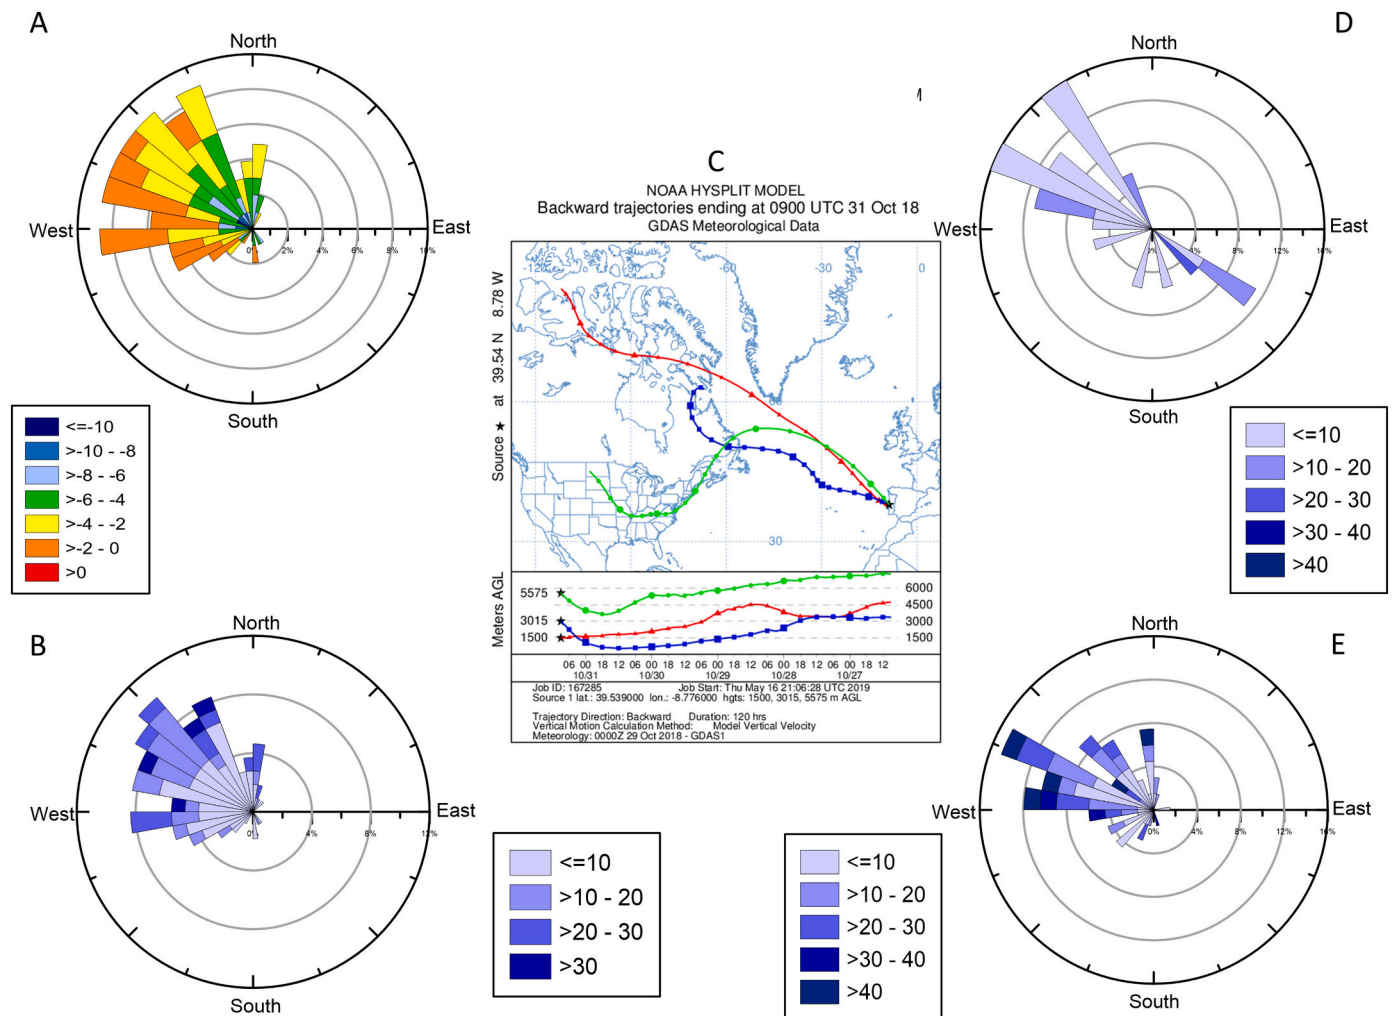 A
North
West
East
South
0%
2%
4%
6%
8%
10%
<=-10
>-10 - -8
>-8 - -6
>-6 - -4
>-4 - -2
>-2 - 0
>0
B
North
West
East
South
0%
4%
8%
12%
<=10
>10 - 20
>20 - 30
>30
C
NOAA HYSPLIT MODEL
Backward trajectories ending at 0900 UTC 31 Oct 18
GDAS Meteorological Data
Source ★ at 39.54 N 8.78 W
-120
-90
-60
-30
0
60
30
Meters AGL
5575
3015
1500
6000
4500
3000
1500
06 00 18 12 06 00 18 12 06 00 18 12 06 00 18 12 06 00 18 12
10/31 10/30 10/29 10/28 10/27
Job ID: 167285 Job Start: Thu May 16 21:06:28 UTC 2019
Source 1 lat.: 39.539000 lon.: -8.776000 hgts: 1500, 3015, 5575 m AGL
Trajectory Direction: Backward Duration: 120 hrs
Vertical Motion Calculation Method: Model Vertical Velocity
Meteorology: 0000Z 29 Oct 2018 - GDAS1
D
North
West
East
South
0%
4%
8%
12%
16%
<=10
>10 - 20
>20 - 30
>30 - 40
>40
E
North
West
East
South
0%
4%
8%
12%
16%
<=10
>10 - 20
>20 - 30
>30 - 40
>40